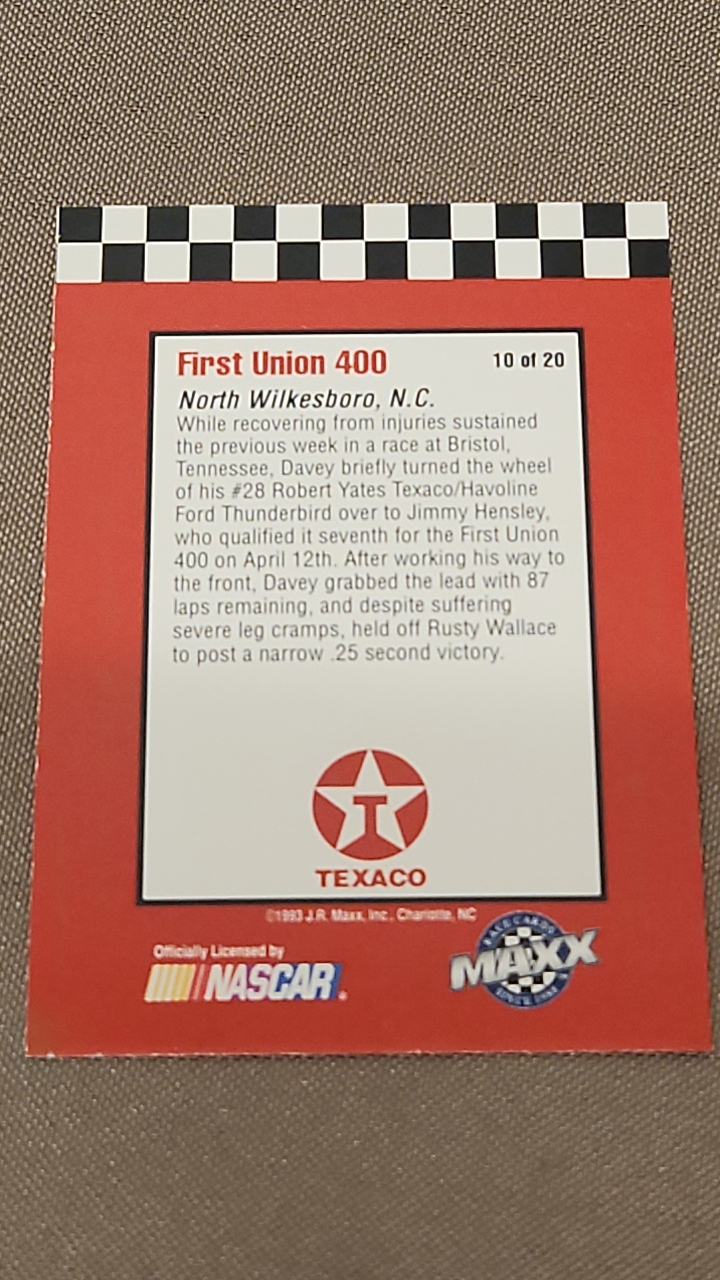 First Union 400
10 of 20
North Wilkesboro, N.C.
While recovering from injuries sustained
the previous week in a race at Bristol,
Tennessee, Davey briefly turned the wheel
of his #28 Robert Yates Texaco/Havoline
Ford Thunderbird over to Jimmy Hensley,
who qualified it seventh for the First Union
400 on April 12th. After working his way to
the front, Davey grabbed the lead with 87
laps remaining, and despite suffering
severe leg cramps, held off Rusty Wallace
to post a narrow .25 second victory.
T
TEXACO
©1993 J.R. Maxx, Inc., Charlotte, NC
Officially Licensed by
NASCAR.
RACE CARDS
MAXX
SINCE 1988